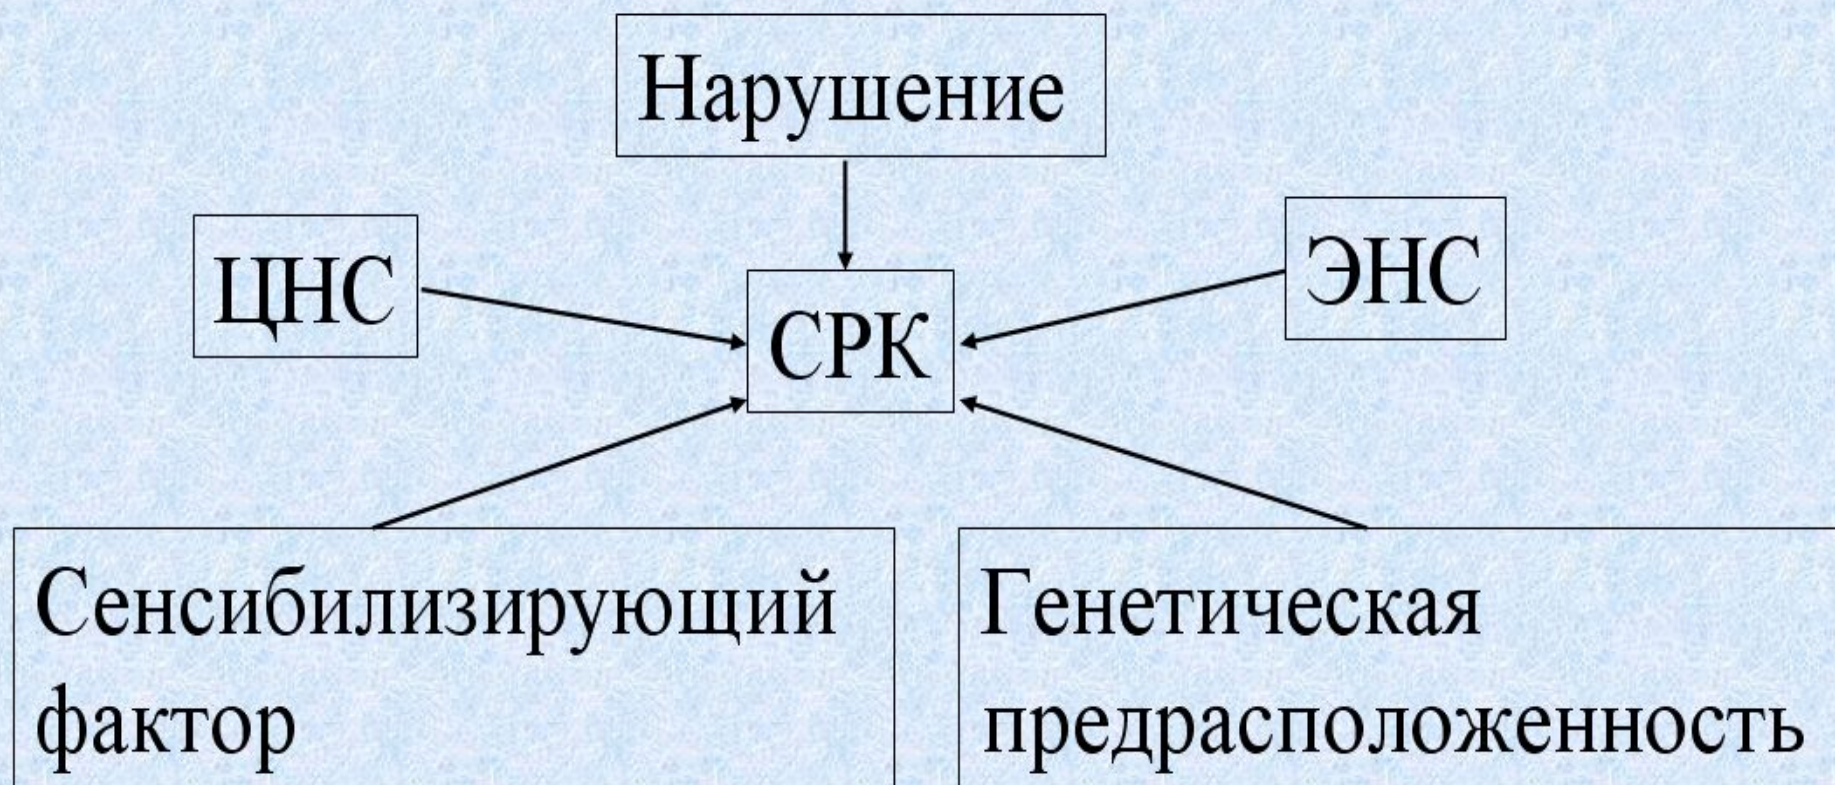 Нарушение
ЦНС
ЭНС
СРК
Сенсибилизирующий
фактор
Генетическая
предрасположенность